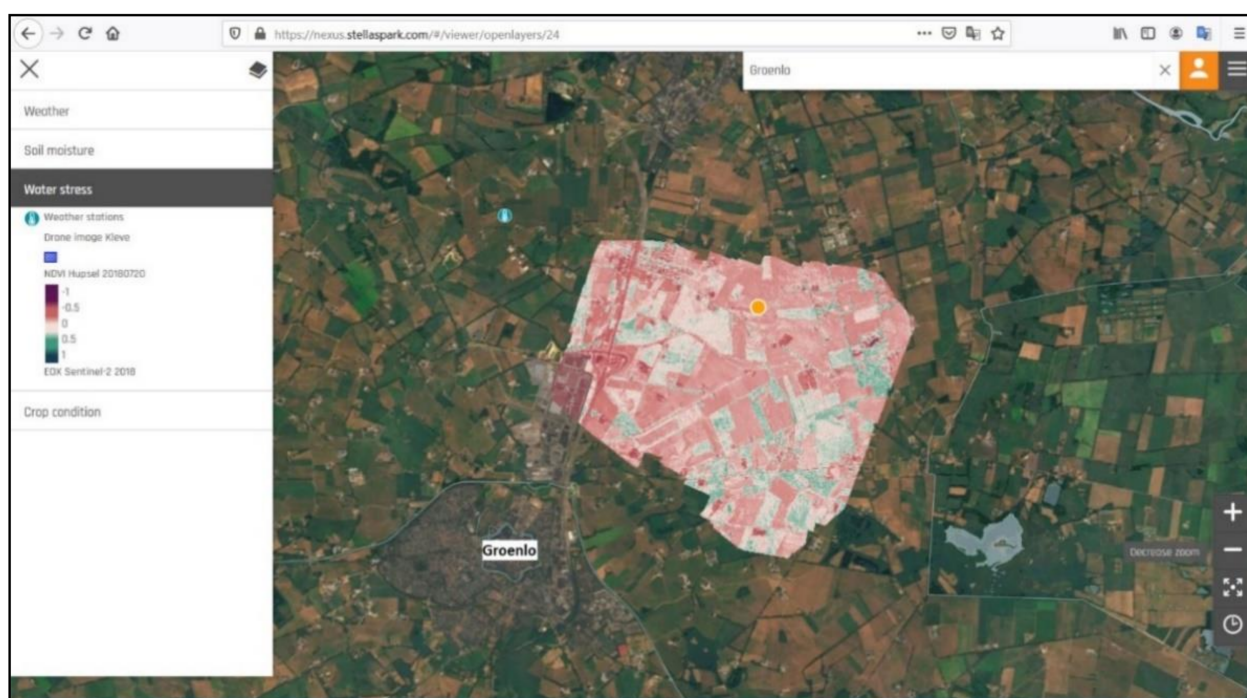 https://nexus.stellaspark.com/#/viewer/openlayers/24
Groenlo
Weather
Soil moisture
Water stress
Weather stations
Drone image Kleve
NDVI Hupsel 20180720
-1
-0.5
0
0.5
1
EOX Sentinel-2 2018
Crop condition
Groenlo
Decrease zoom